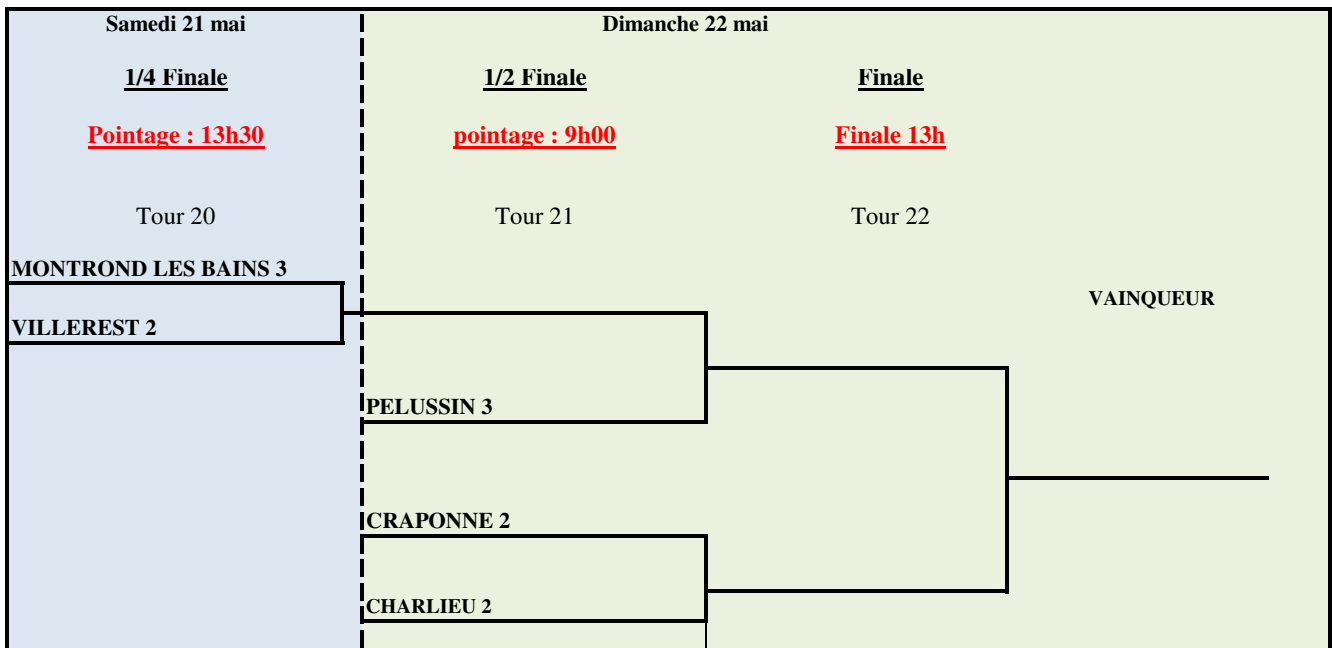 Samedi 21 mai
Dimanche 22 mai
1/4 Finale
1/2 Finale
Finale
Pointage : 13h30
pointage : 9h00
Finale 13h
Tour 20
Tour 21
Tour 22
MONTROND LES BAINS 3
VAINQUEUR
VILLEREST 2
PELUSSIN 3
CRAPONNE 2
CHARLIEU 2